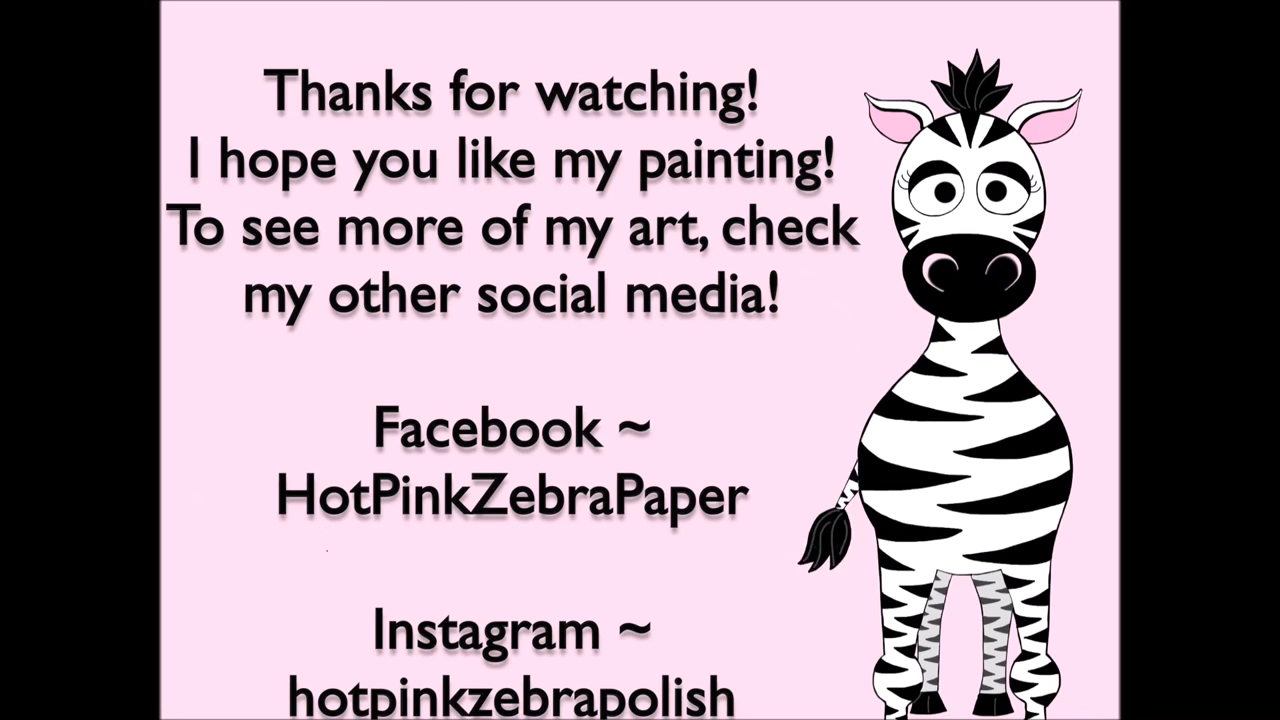 Thanks for watching!
I hope you like my painting!
To see more of my art, check
my other social media!
Facebook ~
HotPinkZebraPaper
Instagram ~
hotpinkzebrapolish